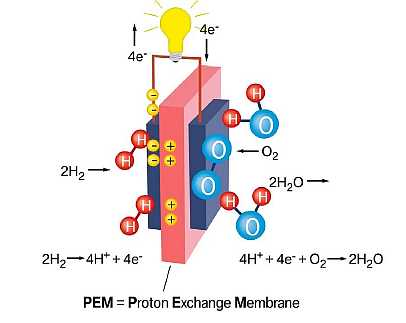 4e-
4e-
H
H
O
H
H
O
O
O2
2H2
2H2O
H
H
H
H
O
2H2→4H+ + 4e-
4H+ + 4e- + O2→2H2O
PEM = Proton Exchange Membrane